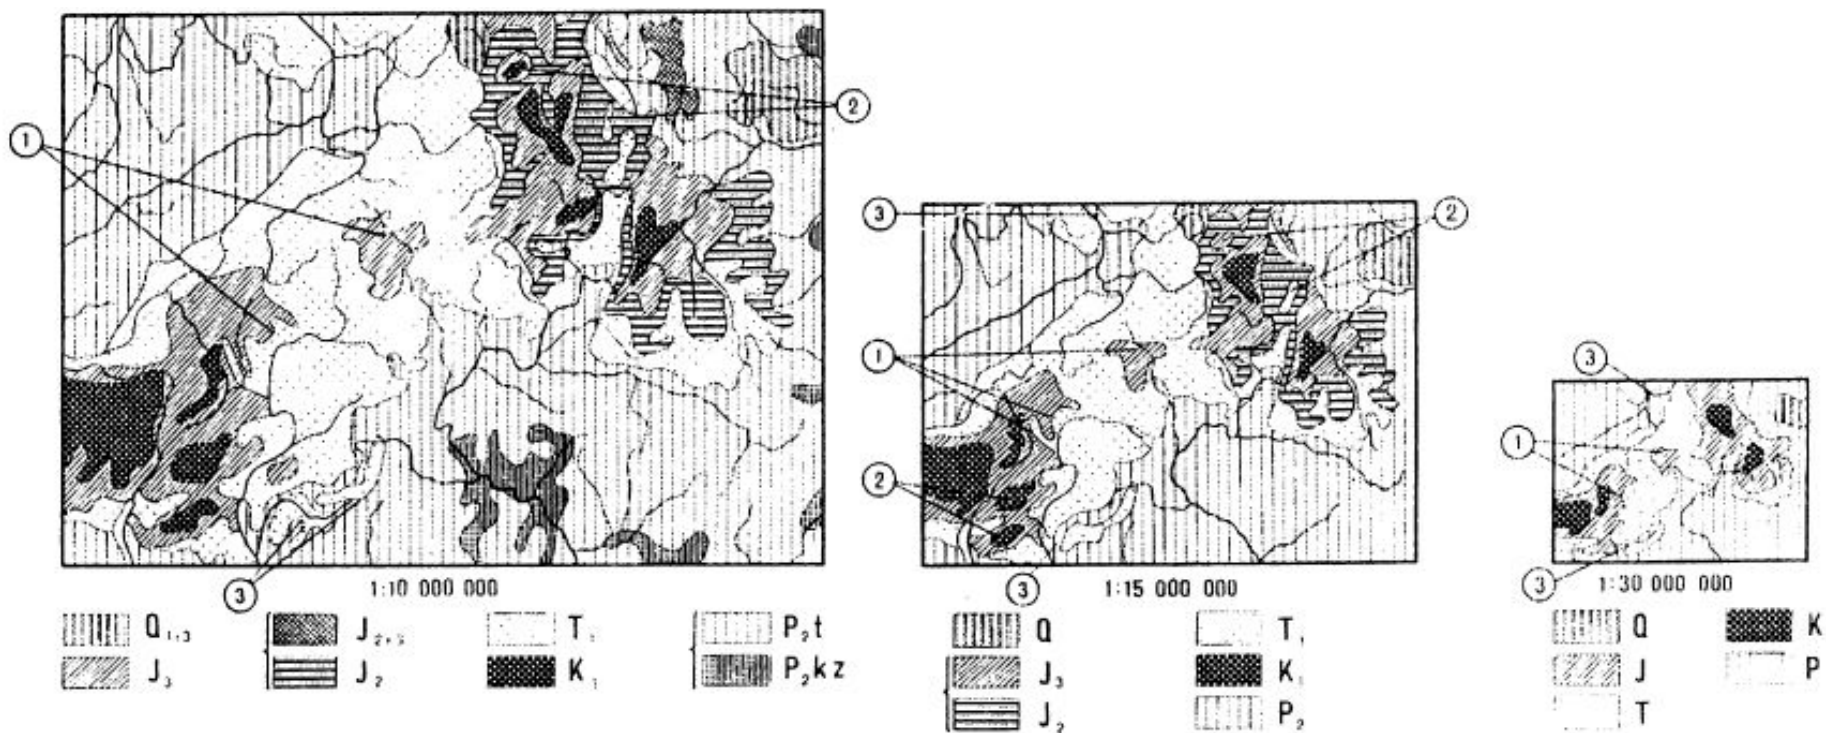 1
2
3
1:10 000 000
Q₁₊₃ J₂₊₃ T₁ P₂t
J₃ J₂ K₁ P₂kz
3
2
1
2
3
1:15 000 000
Q T₁
J₃ K₁
J₂ P₂
3
1
3
1:30 000 000
Q K
J P
T